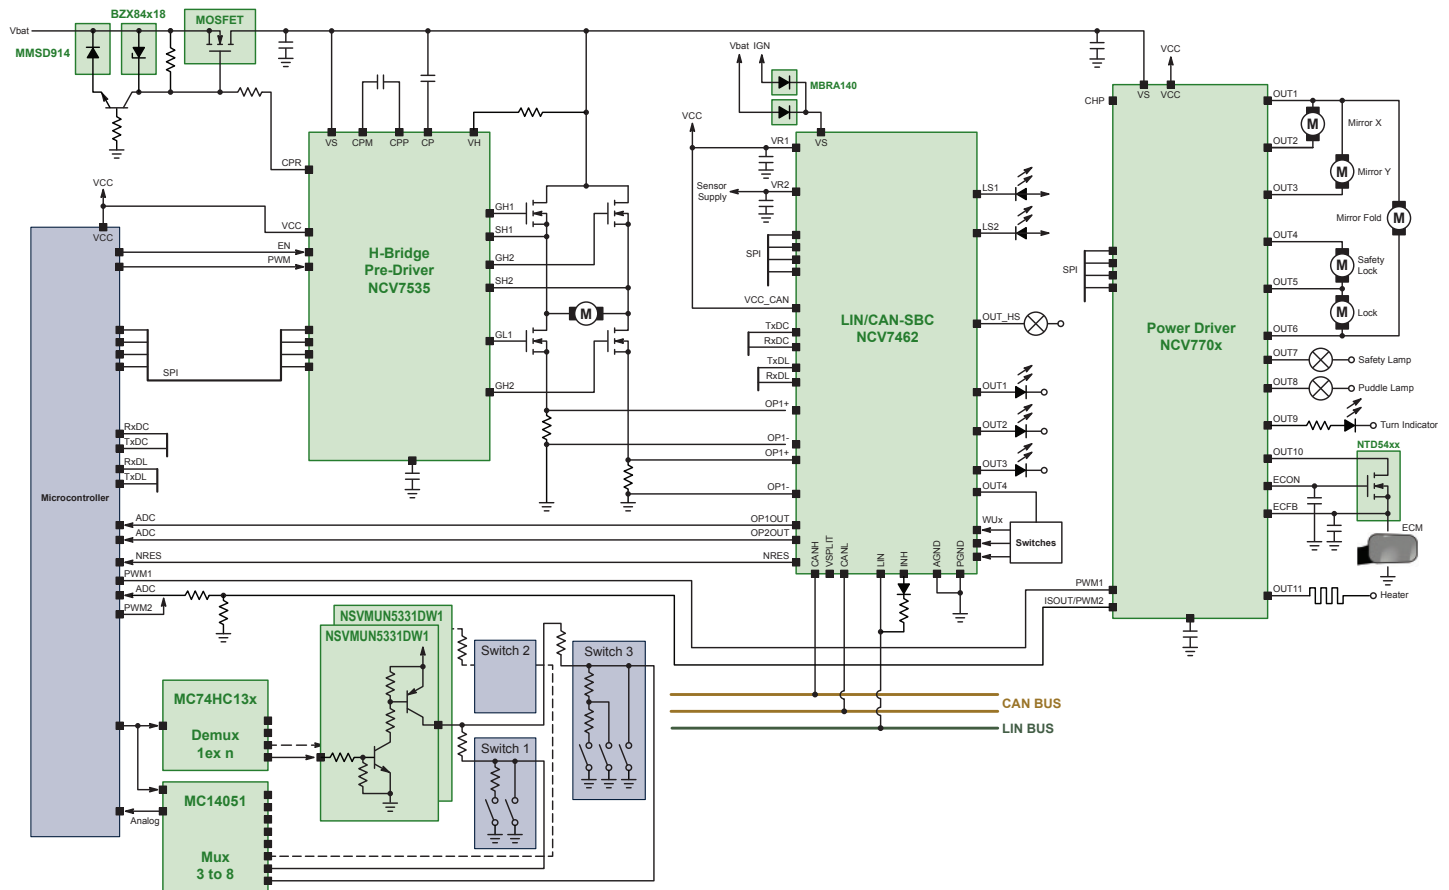 BZX84x18
MOSFET
Vbat
MMSD914
Vbat IGN
MBRA140
VCC
VS
VCC
CHP
OUT1
Mirror X
OUT2
Mirror Y
OUT3
Mirror Fold
OUT4
Safety
Lock
OUT5
Lock
OUT6
OUT7
Safety Lamp
OUT8
Puddle Lamp
OUT9
Turn Indicator
NTD54xx
OUT10
ECON
ECFB
ECM
OUT11
Heater
M
M
M
M
M
SPI
Power Driver
NCV770x
PWM1
ISOUT/PWM2
VS
CPM
CPP
CP
VH
CPR
VCC
EN
PWM
H-Bridge
Pre-Driver
NCV7535
GH1
SH1
GH2
SH2
GL1
GH2
M
VCC
VCC
Microcontroller
SPI
RxDC
TxDC
RxDL
TxDL
ADC
ADC
NRES
PWM1
ADC
PWM2
Analog
VCC
VS
VR1
Sensor
Supply
VR2
SPI
VCC_CAN
TxDC
RxDC
TxDL
RxDL
OP1+
OP1-
OP1+
OP1-
OP1OUT
OP2OUT
NRES
LIN/CAN-SBC
NCV7462
LS1
LS2
OUT_HS
OUT1
OUT2
OUT3
OUT4
WUx
Switches
CANH
VSPLIT
CANL
LIN
INH
AGND
PGND
NSVMUN5331DW1
NSVMUN5331DW1
Switch 2
Switch 3
Switch 1
MC74HC13x
Demux
1ex n
MC14051
Mux
3 to 8
CAN BUS
LIN BUS